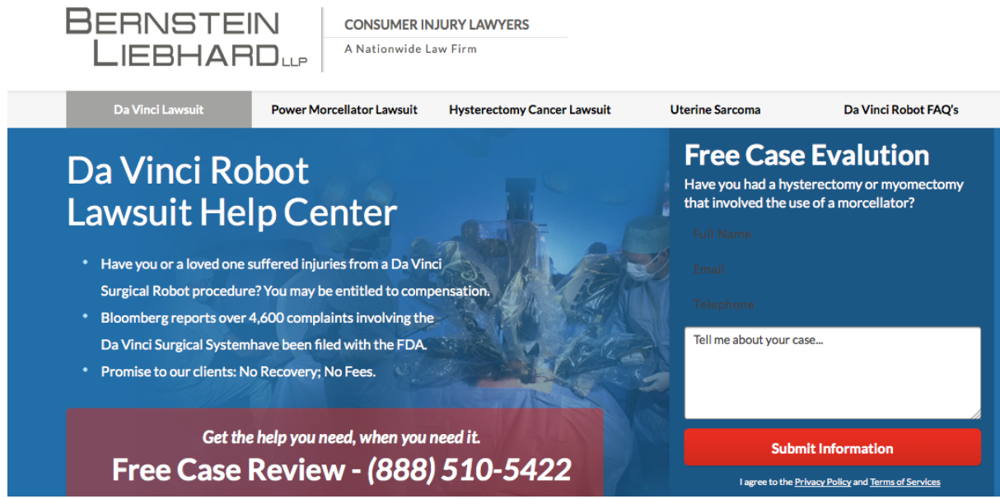 BERNSTEIN
LIEBHARD LLP
CONSUMER INJURY LAWYERS
A Nationwide Law Firm
Da Vinci Lawsuit
Power Morcellator Lawsuit
Hysterectomy Cancer Lawsuit
Uterine Sarcoma
Da Vinci Robot FAQ's
Da Vinci Robot
Lawsuit Help Center
• Have you or a loved one suffered injuries from a Da Vinci
Surgical Robot procedure? You may be entitled to compensation.
• Bloomberg reports over 4,600 complaints involving the
Da Vinci Surgical Systemhave been filed with the FDA.
• Promise to our clients: No Recovery; No Fees.
Get the help you need, when you need it.
Free Case Review - (888) 510-5422
Free Case Evalution
Have you had a hysterectomy or myomectomy
that involved the use of a morcellator?
Full Name
Email
Telephone
Tell me about your case...
Submit Information
I agree to the Privacy Policy and Terms of Services